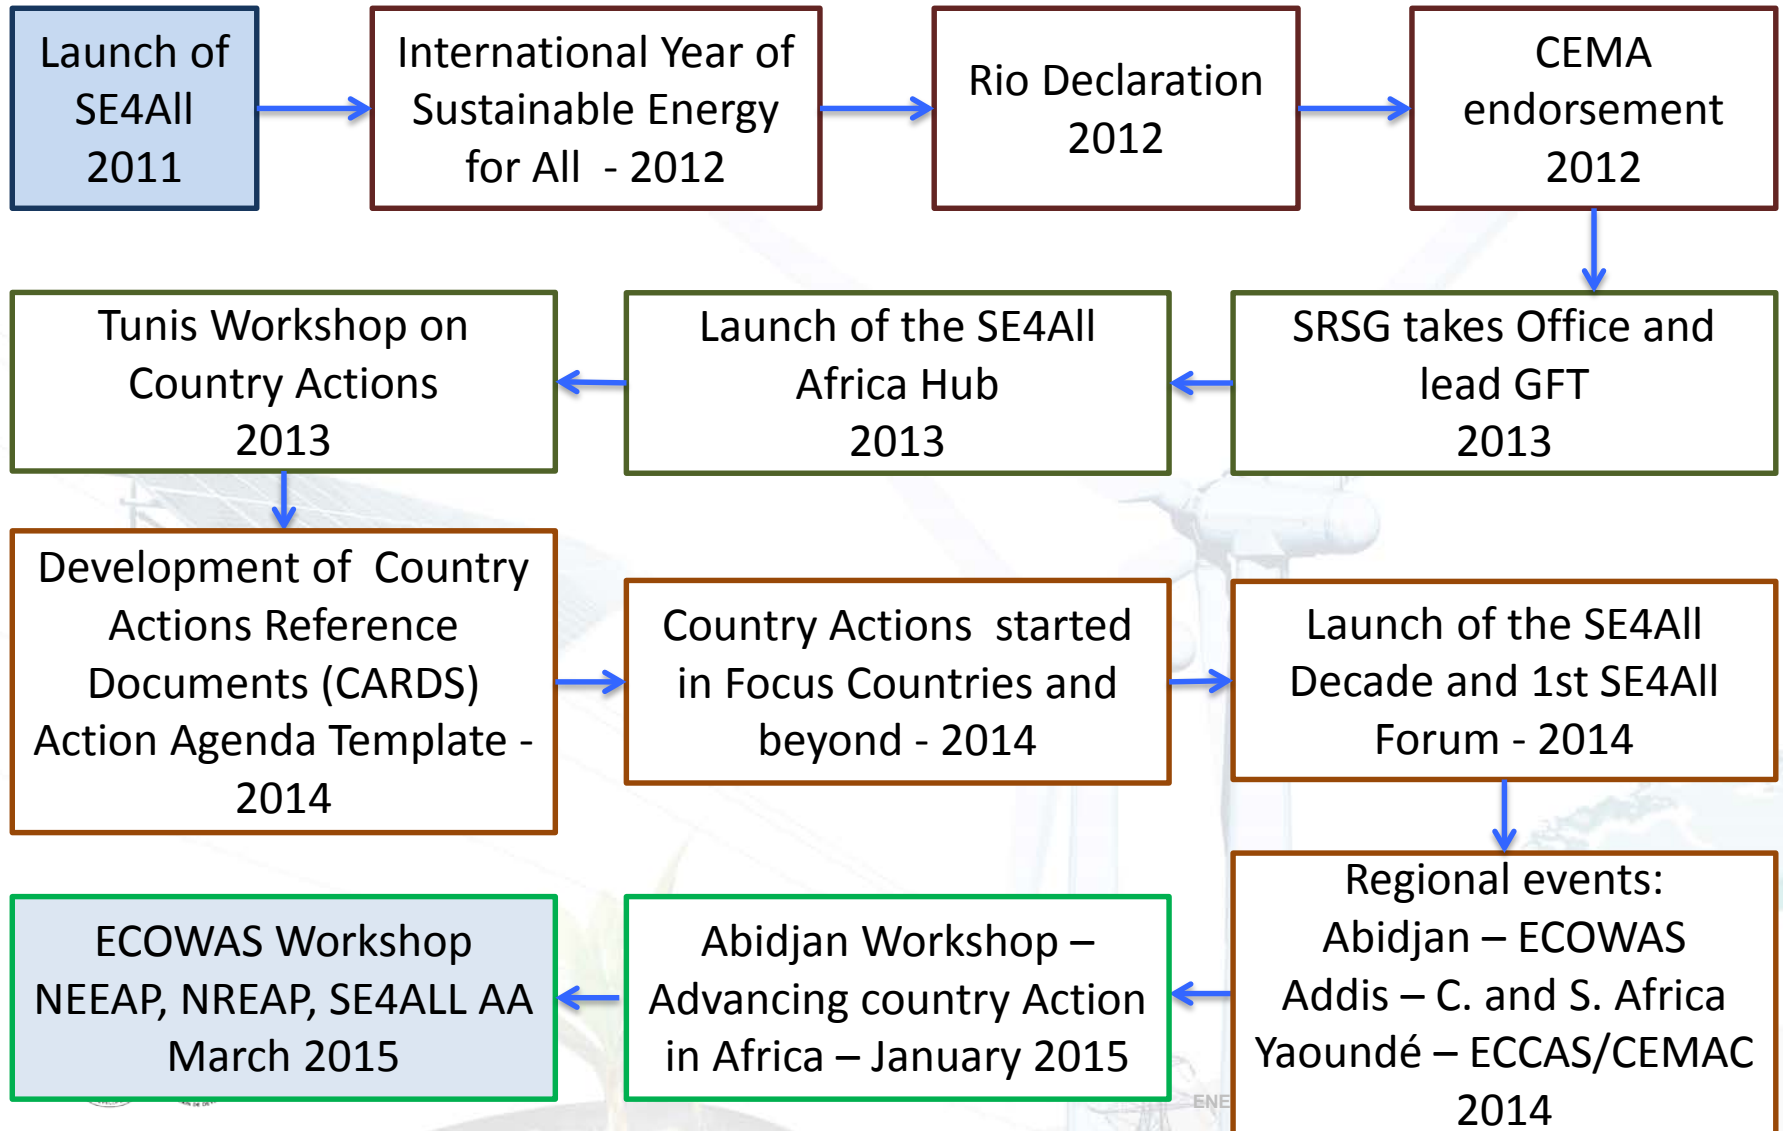 Launch of
SE4All
2011
International Year of
Sustainable Energy
for All - 2012
Rio Declaration
2012
CEMA
endorsement
2012
SRSG takes Office and
lead GFT
2013
Launch of the SE4All
Africa Hub
2013
Tunis Workshop on
Country Actions
2013
Development of Country
Actions Reference
Documents (CARDS)
Action Agenda Template -
2014
Country Actions started
in Focus Countries and
beyond - 2014
Launch of the SE4All
Decade and 1st SE4All
Forum - 2014
Regional events:
Abidjan – ECOWAS
Addis – C. and S. Africa
Yaoundé – ECCAS/CEMAC
2014
Abidjan Workshop –
Advancing country Action
in Africa – January 2015
ECOWAS Workshop
NEEAP, NREAP, SE4ALL AA
March 2015
ENE